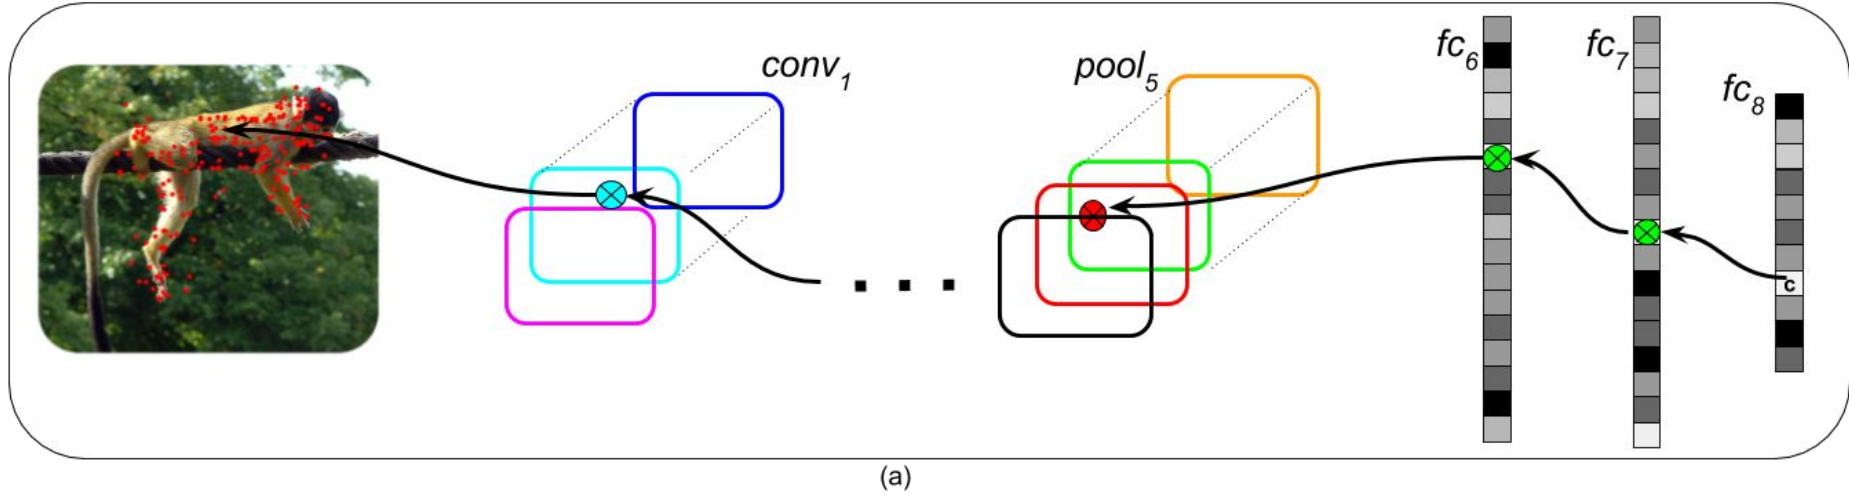 conv₁
pool₅
fc₆
fc₇
fc₈
c
(a)